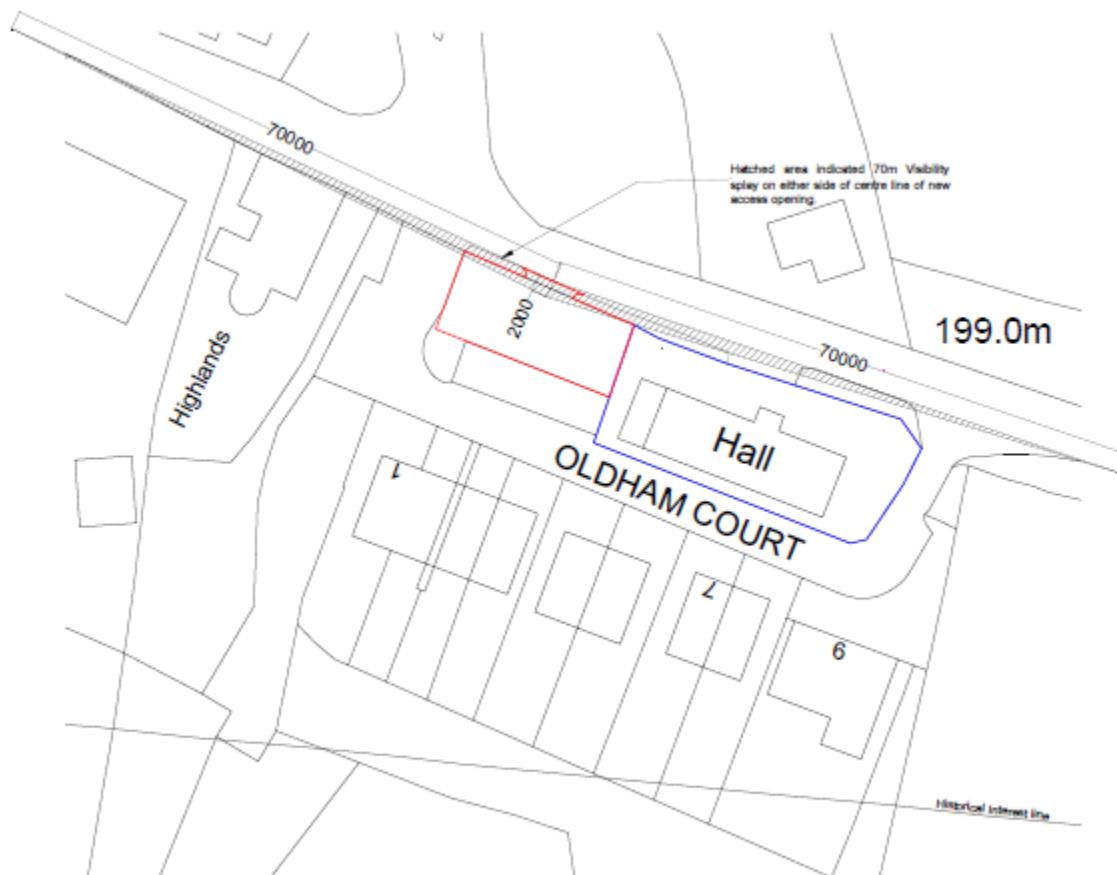 70000
Hatched area indicated 70m Visibility
splay on either side of centre line of new
access opening.
2000
199.0m
70000
Highlands
Hall
OLDHAM COURT
1
7
9
Historical interest line